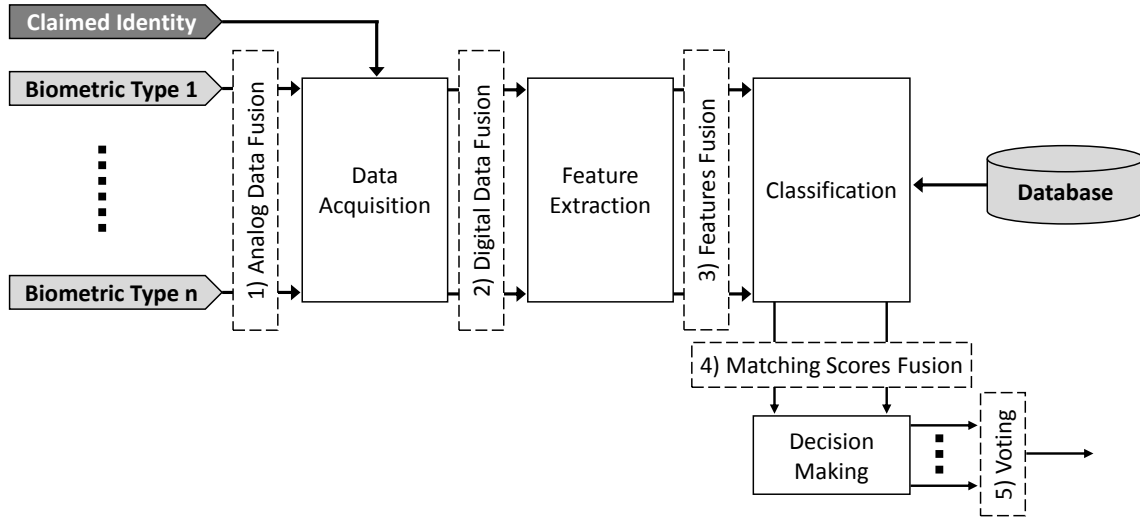 Claimed Identity
Biometric Type 1
Biometric Type n
1) Analog Data Fusion
Data
Acquisition
2) Digital Data Fusion
Feature
Extraction
3) Features Fusion
Classification
Database
4) Matching Scores Fusion
Decision
Making
5) Voting